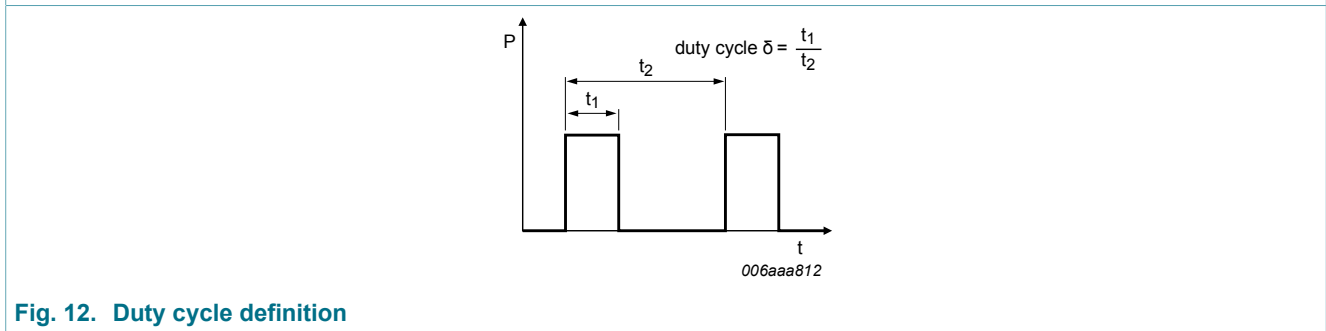 P
duty cycle δ = t1
t2
t2
t1
t
006aaa812
Fig. 12. Duty cycle definition